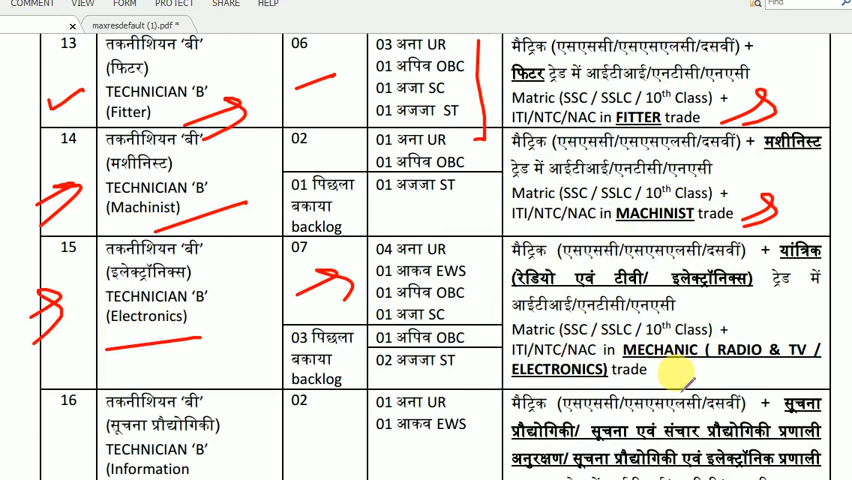 COMMENT VIEW FORM PROTECT SHARE HELP
Find
maxresdefault (1).pdf *
13 तकनीशियन 'बी' 06 03 अना UR मैट्रिक (एसएससी/एसएसएलसी/दसवीं) +
(फिटर) 01 अपिव OBC फिटर ट्रेड में आईटीआई/एनटीसी/एनएसी
TECHNICIAN 'B' 01 अजा SC Matric (SSC / SSLC / 10th Class) +
(Fitter) 01 अजजा ST ITI/NTC/NAC in FITTER trade
14 तकनीशियन 'बी' 02 01 अना UR मैट्रिक (एसएससी/एसएसएलसी/दसवीं) + मशीनिस्ट
(मशीनिस्ट) 01 अपिव OBC ट्रेड में आईटीआई/एनटीसी/एनएसी
TECHNICIAN 'B' 01 पिछला 01 अजजा ST Matric (SSC / SSLC / 10th Class) +
(Machinist) बकाया ITI/NTC/NAC in MACHINIST trade
backlog
15 तकनीशियन 'बी' 07 04 अना UR मैट्रिक (एसएससी/एसएसएलसी/दसवीं) + यांत्रिक
(इलेक्ट्रॉनिक्स) 01 आकव EWS (रेडियो एवं टीवी/ इलेक्ट्रॉनिक्स) ट्रेड में
TECHNICIAN 'B' 01 अपिव OBC आईटीआई/एनटीसी/एनएसी
(Electronics) 01 अजा SC Matric (SSC / SSLC / 10th Class) +
03 पिछला 01 अपिव OBC ITI/NTC/NAC in MECHANIC ( RADIO & TV /
बकाया 02 अजजा ST ELECTRONICS) trade
backlog
16 तकनीशियन 'बी' 02 01 अना UR मैट्रिक (एसएससी/एसएसएलसी/दसवीं) + सूचना
(सूचना प्रौद्योगिकी) 01 आकव EWS प्रौद्योगिकी/ सूचना एवं संचार प्रौद्योगिकी प्रणाली
TECHNICIAN 'B' अनुरक्षण/ सूचना प्रौद्योगिकी एवं इलेक्ट्रॉनिक प्रणाली
(Information